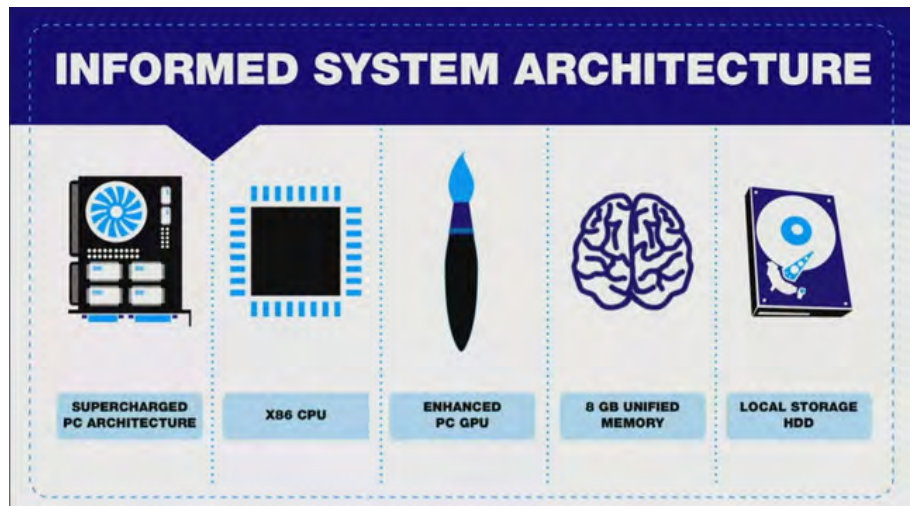 INFORMED SYSTEM ARCHITECTURE
SUPERCHARGED
PC ARCHITECTURE
X86 CPU
ENHANCED
PC GPU
8 GB UNIFIED
MEMORY
LOCAL STORAGE
HDD